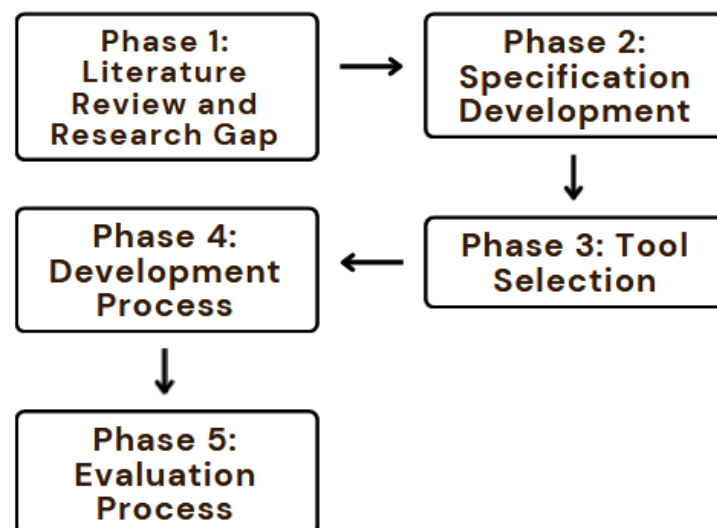 Phase 1:
Literature
Review and
Research Gap
Phase 2:
Specification
Development
Phase 3: Tool
Selection
Phase 4:
Development
Process
Phase 5:
Evaluation
Process